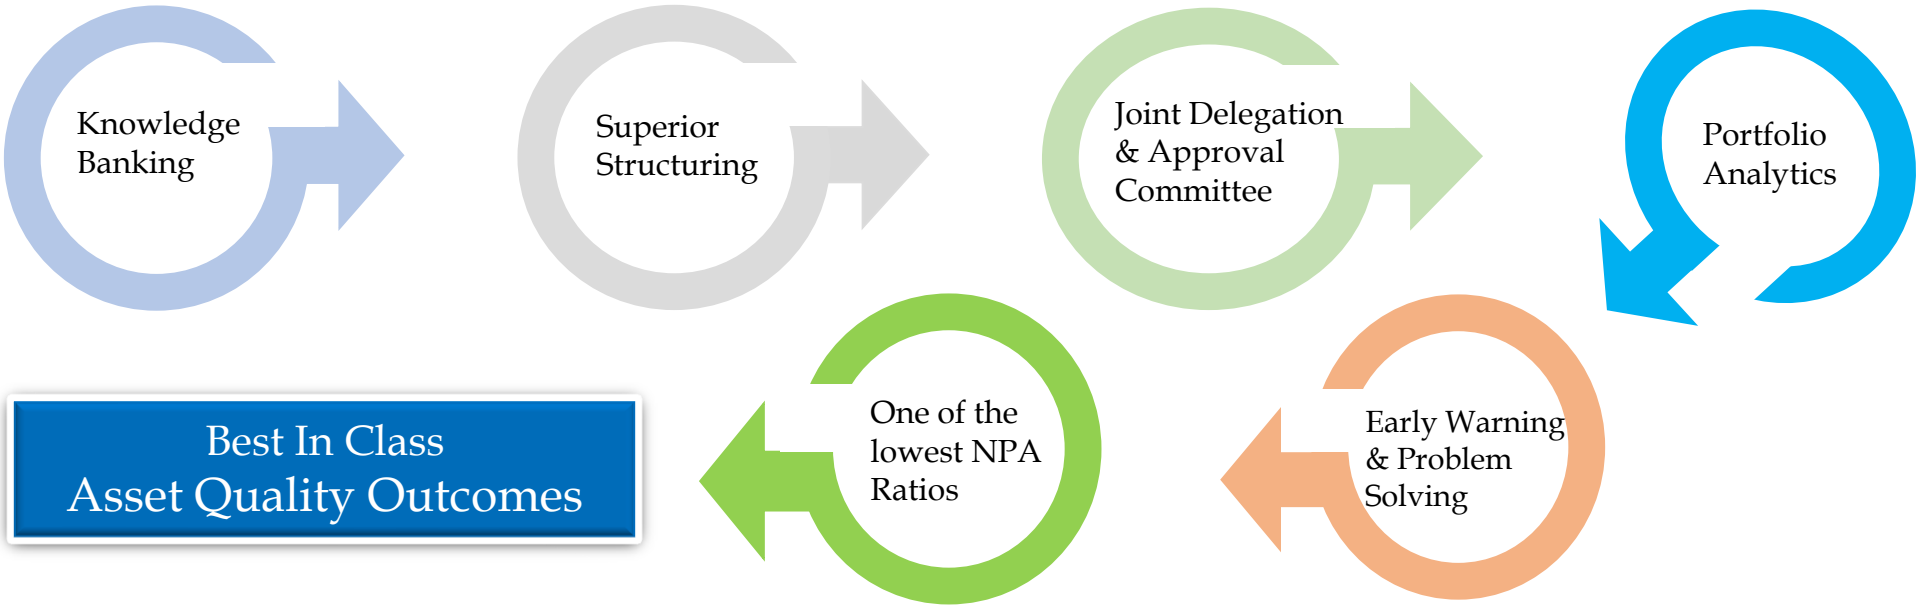 Knowledge
Banking
Superior
Structuring
Joint Delegation
& Approval
Committee
Portfolio
Analytics
Early Warning
& Problem
Solving
One of the
lowest NPA
Ratios
Best In Class
Asset Quality Outcomes